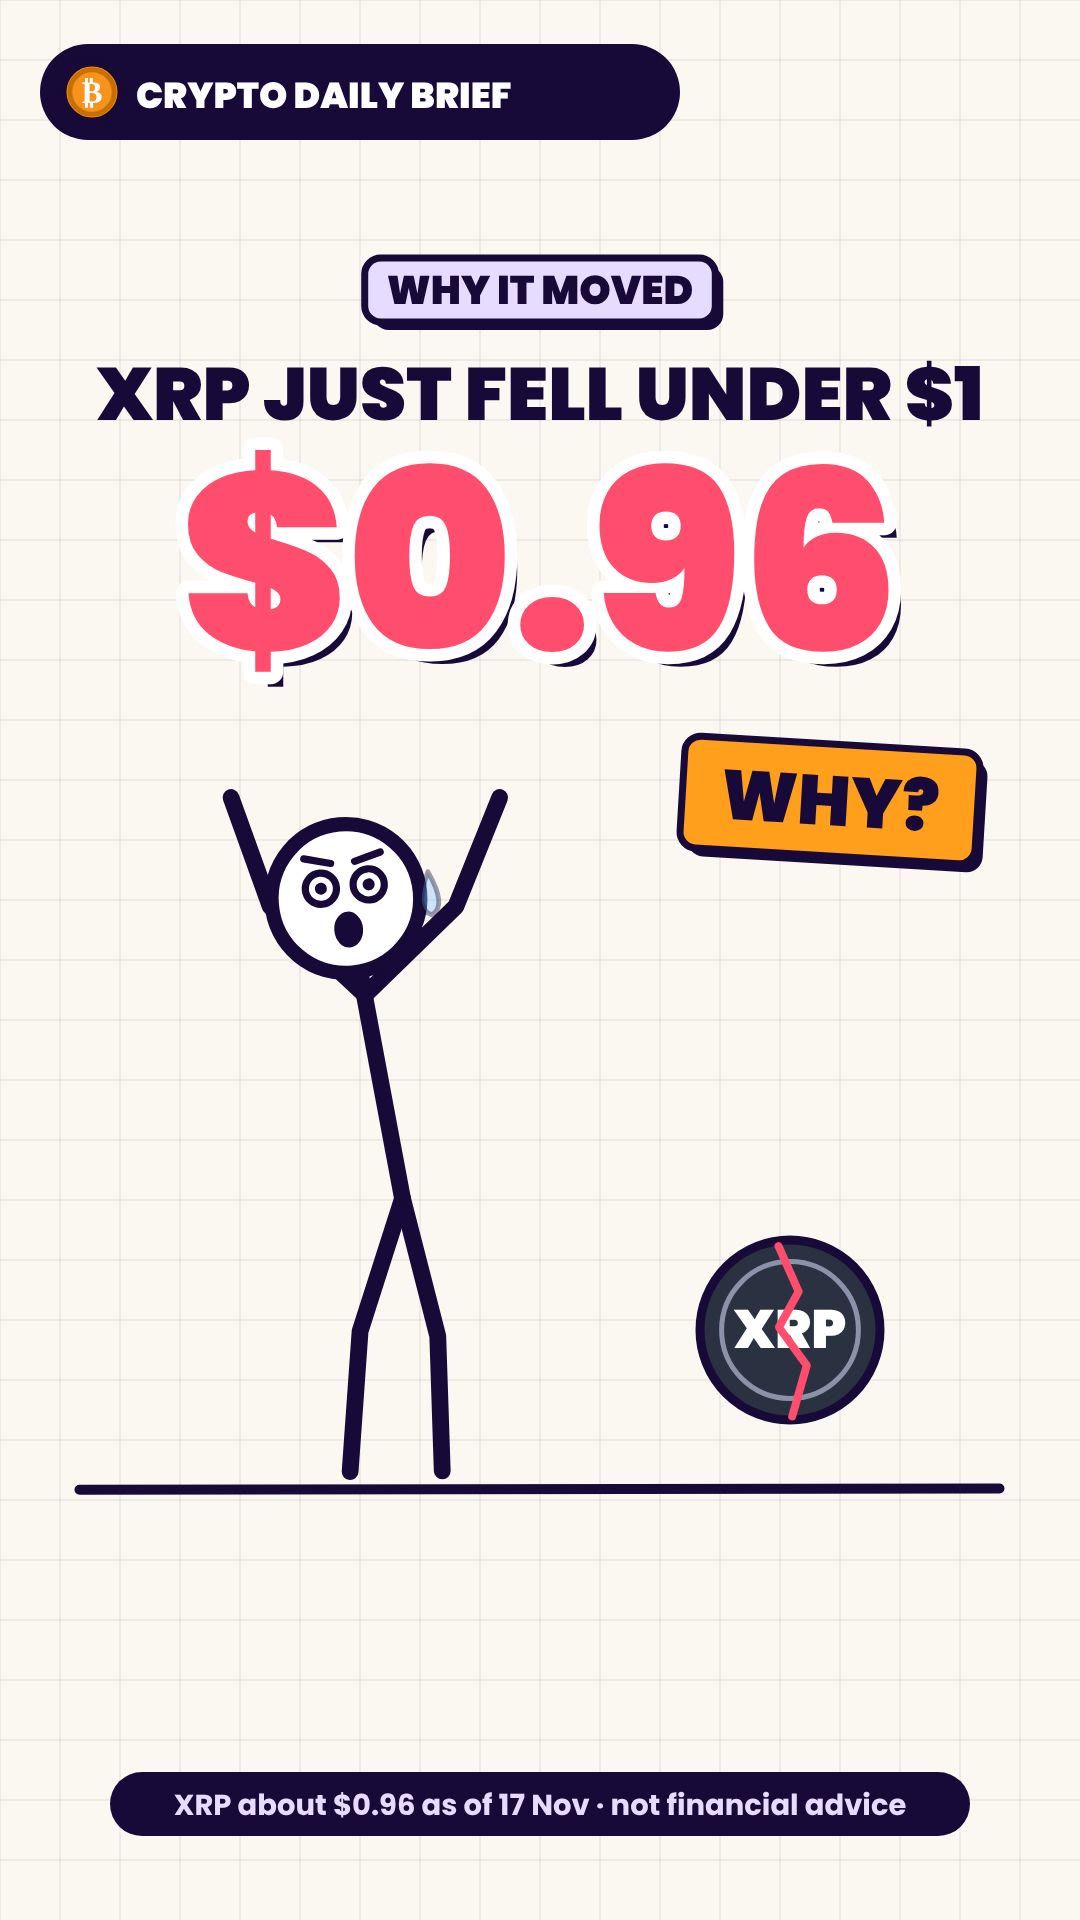 ₿ CRYPTO DAILY BRIEF
WHY IT MOVED
XRP JUST FELL UNDER $1
$0.96
WHY?
XRP
XRP about $0.96 as of 17 Nov · not financial advice